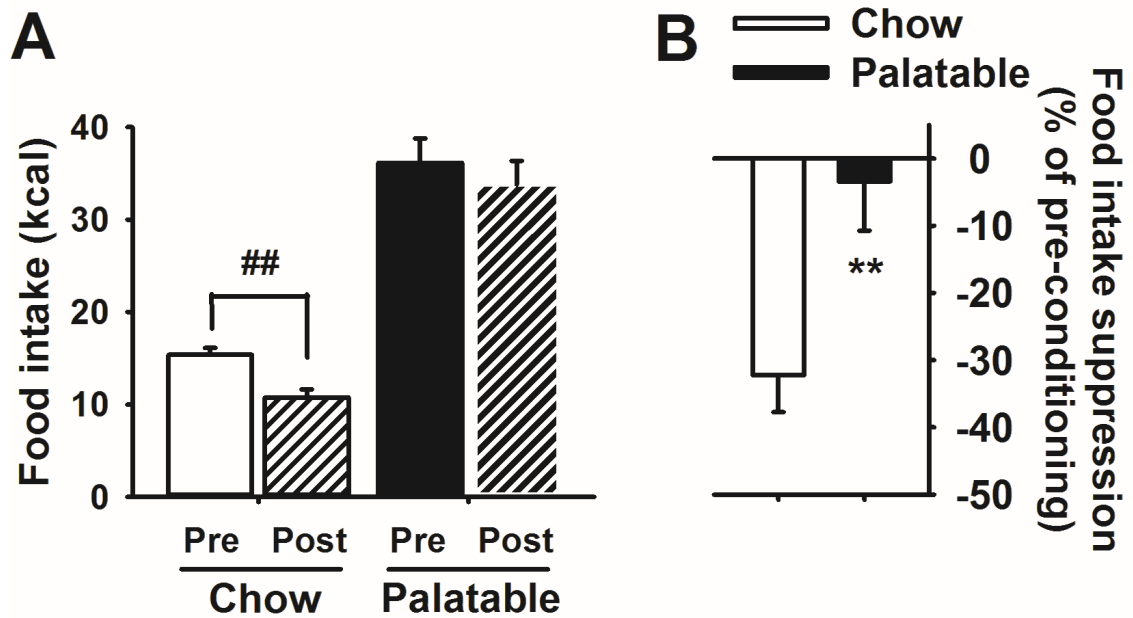 A
Food intake (kcal)
40
30
20
10
0
##
Pre Post Pre Post
Chow Palatable
B
Chow
Palatable
0
-10
-20
-30
-40
-50
**
Food intake suppression
(% of pre-conditioning)